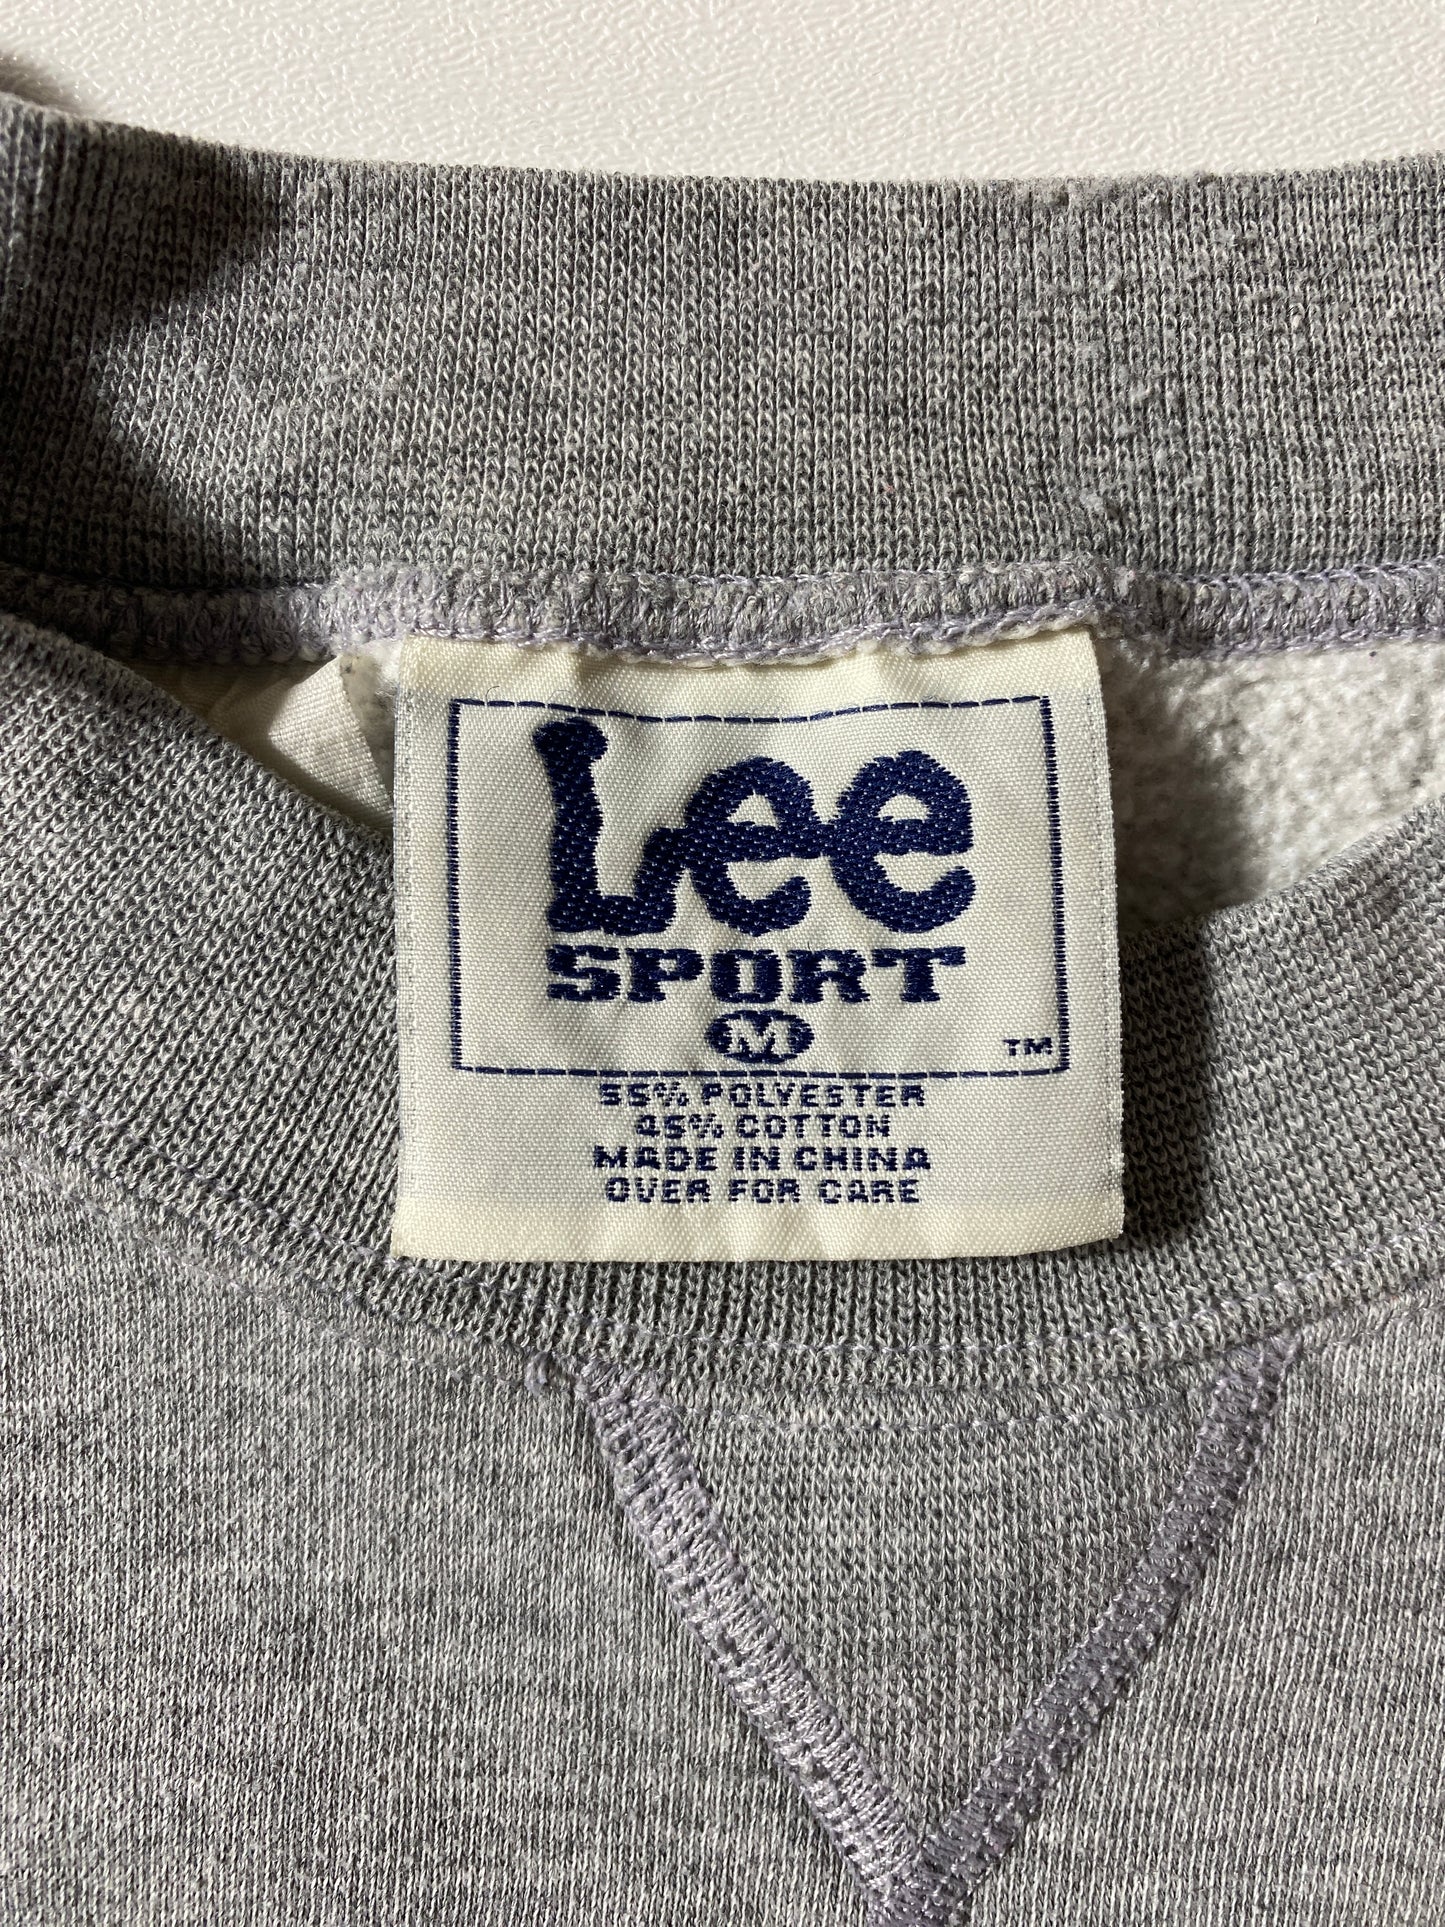 Lee
SPORT
M
TM
55% POLYESTER
45% COTTON
MADE IN CHINA
OVER FOR CARE